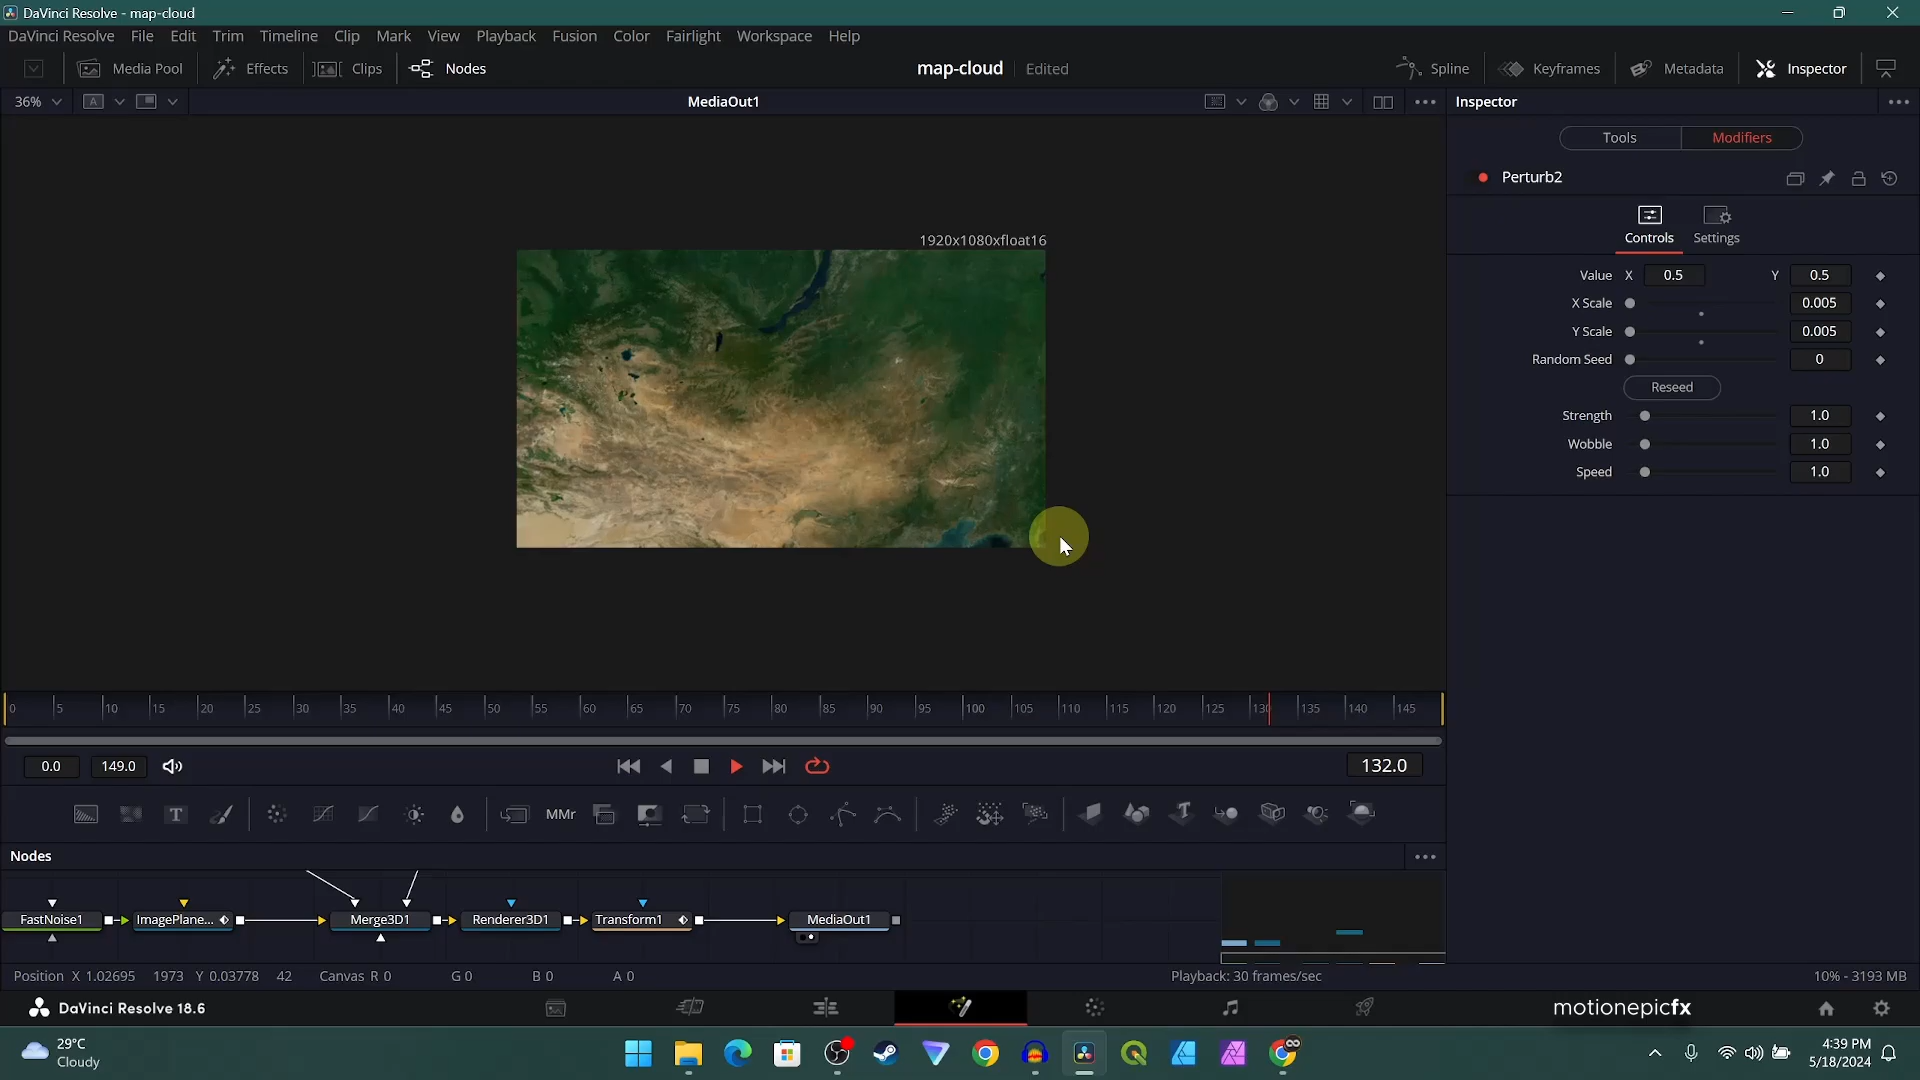 DaVinci Resolve - map-cloud
DaVinci Resolve File Edit Trim Timeline Clip Mark View Playback Fusion Color Fairlight Workspace Help
Media Pool Effects Clips Nodes map-cloud Edited Spline Keyframes Metadata Inspector
36% A MediaOut1 Inspector
Tools Modifiers
Perturb2
Controls Settings
Value X 0.5 Y 0.5
X Scale 0.005
Y Scale 0.005
Random Seed 0
Reseed
Strength 1.0
Wobble 1.0
Speed 1.0
1920x1080xfloat16
0 5 10 15 20 25 30 35 40 45 50 55 60 65 70 75 80 85 90 95 100 105 110 115 120 125 130 135 140 145
0.0 149.0 132.0
T MMr T
Nodes
FastNoise1 ImagePlane... Merge3D1 Renderer3D1 Transform1 MediaOut1
Position X 1.02695 1973 Y 0.03778 42 Canvas R 0 G 0 B 0 A 0 Playback: 30 frames/sec 10% - 3193 MB
DaVinci Resolve 18.6 motionepicfx
29°C
Cloudy
4:39 PM
5/18/2024